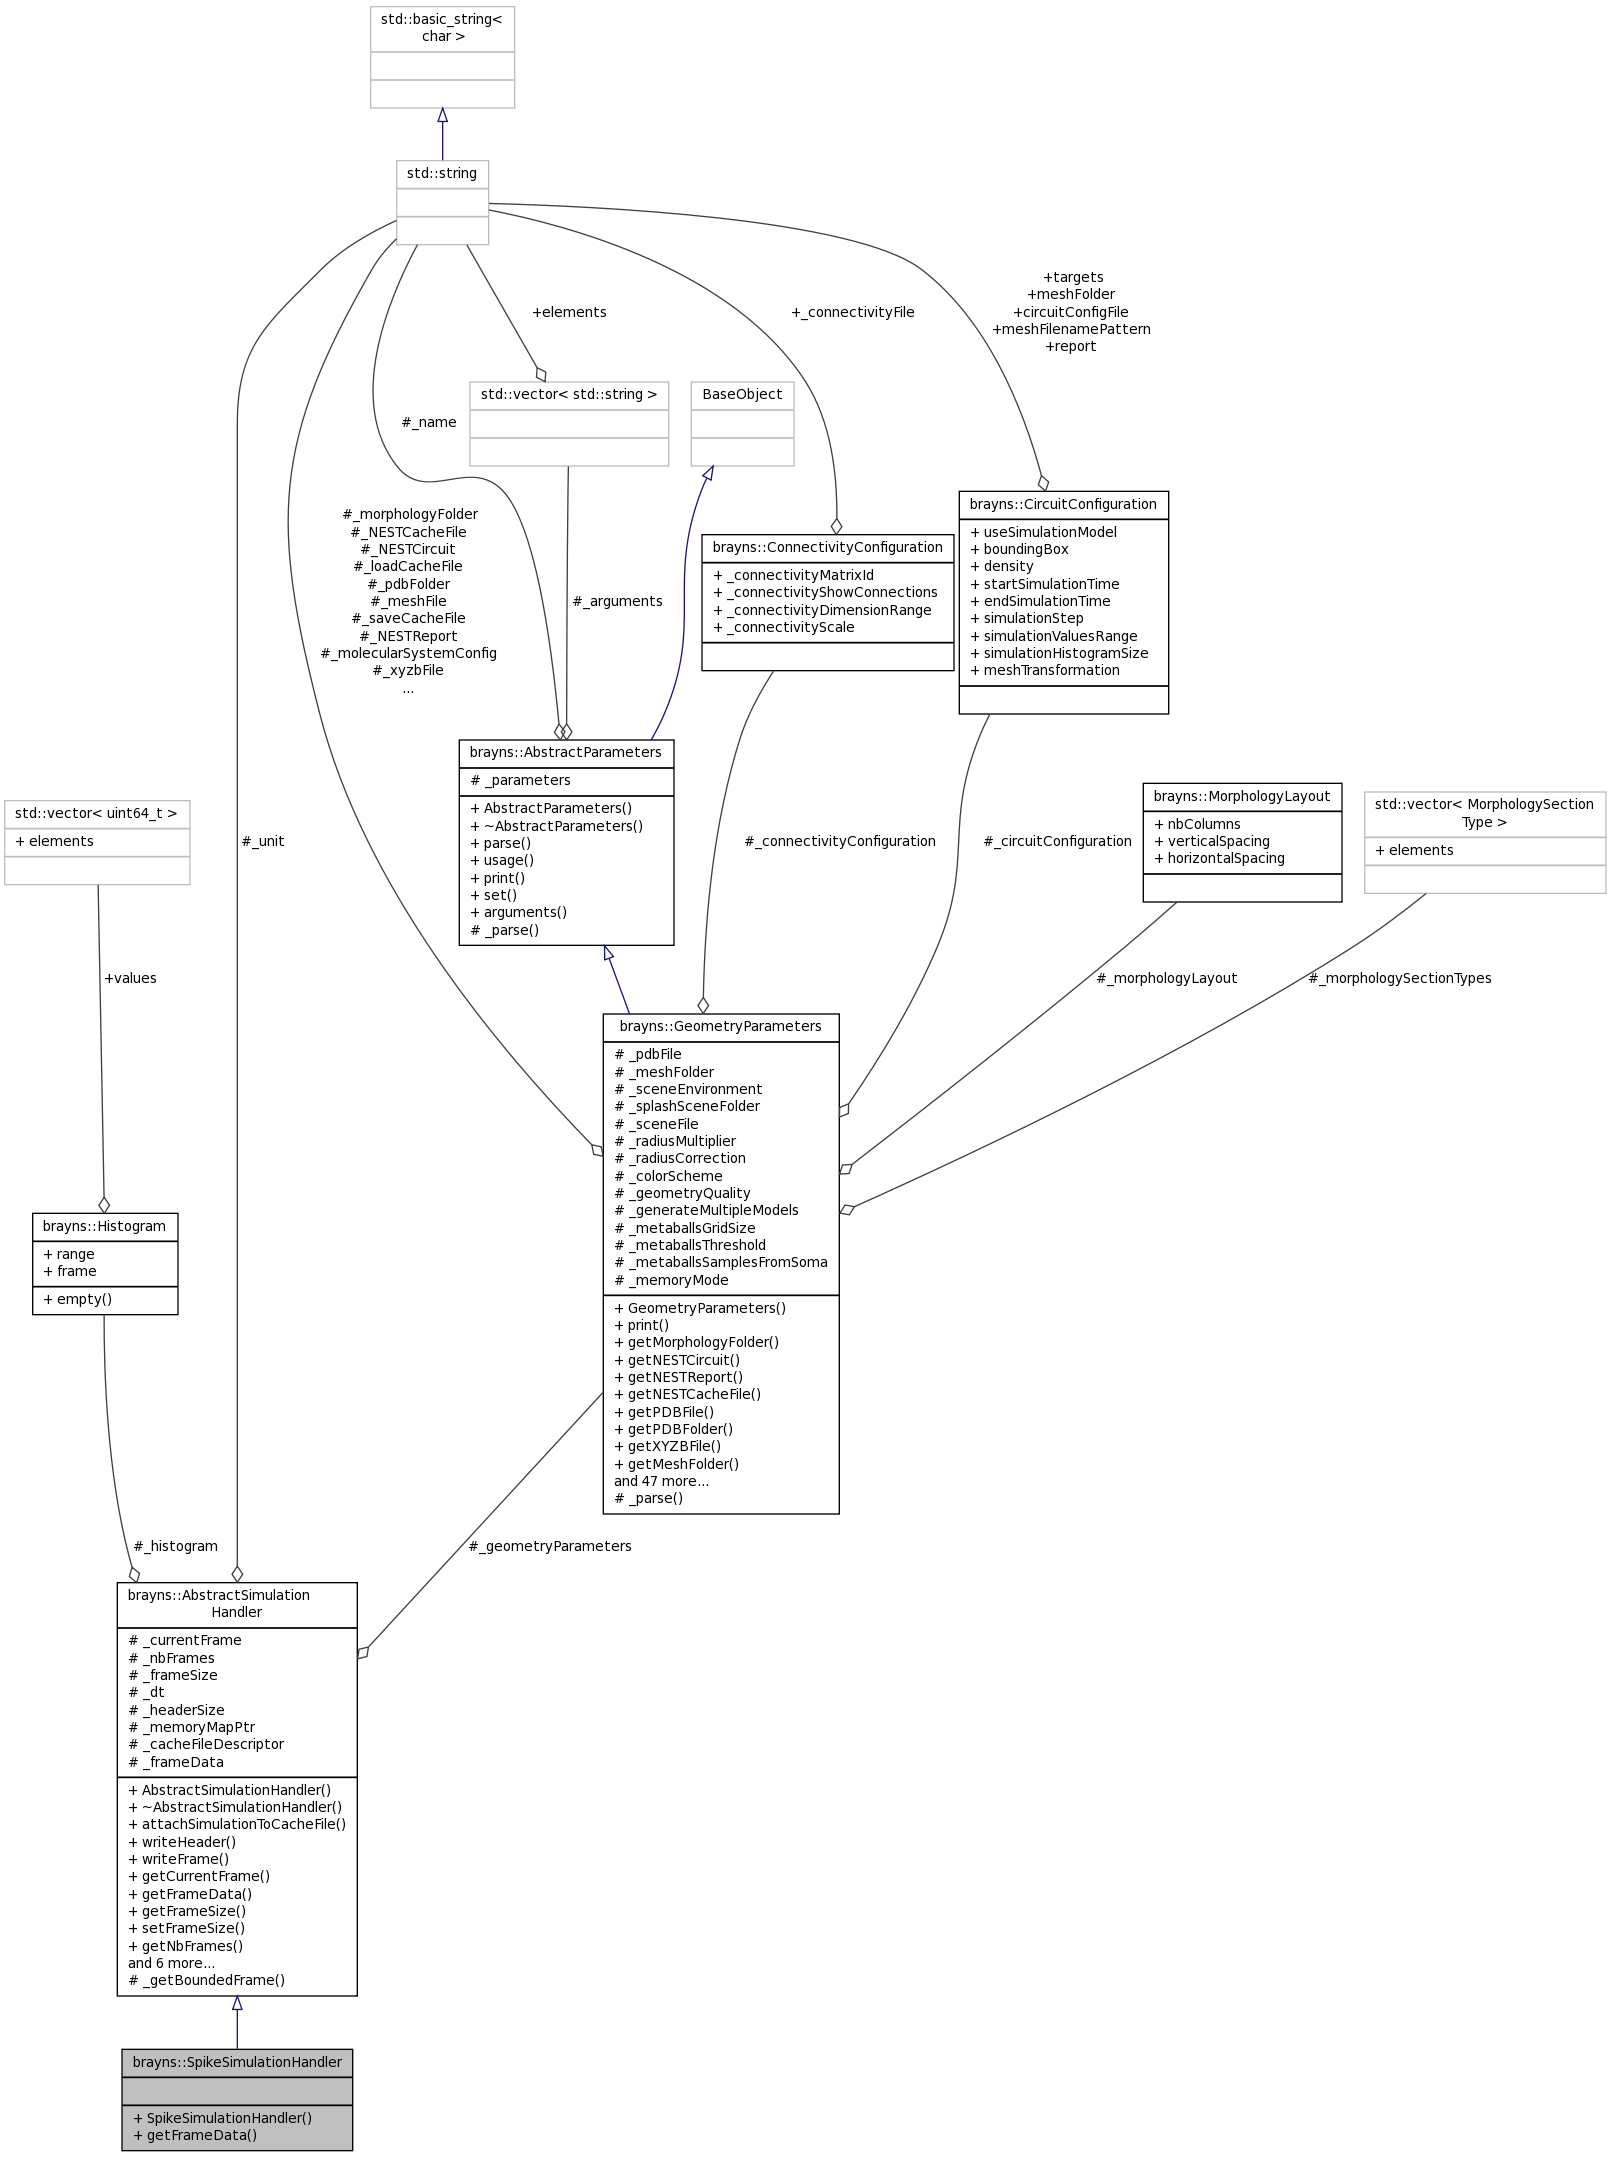 std::basic_string<
char >
std::string
+targets
+meshFolder
+circuitConfigFile
+meshFilenamePattern
+report
+elements
+_connectivityFile
std::vector< std::string >
BaseObject
#_name
brayns::CircuitConfiguration
+ useSimulationModel
+ boundingBox
+ density
+ startSimulationTime
+ endSimulationTime
+ simulationStep
+ simulationValuesRange
+ simulationHistogramSize
+ meshTransformation
#_morphologyFolder
#_NESTCacheFile
#_NESTCircuit
#_loadCacheFile
#_pdbFolder
#_meshFile
#_saveCacheFile
#_NESTReport
#_molecularSystemConfig
#_xyzbFile
...
brayns::ConnectivityConfiguration
+ _connectivityMatrixId
+ _connectivityShowConnections
+ _connectivityDimensionRange
+ _connectivityScale
#_arguments
brayns::AbstractParameters
# _parameters
+ AbstractParameters()
+ ~AbstractParameters()
+ parse()
+ usage()
+ print()
+ set()
+ arguments()
# _parse()
std::vector< uint64_t >
+ elements
#_unit
#_connectivityConfiguration
#_circuitConfiguration
brayns::MorphologyLayout
+ nbColumns
+ verticalSpacing
+ horizontalSpacing
std::vector< MorphologySection
Type >
+ elements
+values
#_morphologyLayout
#_morphologySectionTypes
brayns::GeometryParameters
# _pdbFile
# _meshFolder
# _sceneEnvironment
# _splashSceneFolder
# _sceneFile
# _radiusMultiplier
# _radiusCorrection
# _colorScheme
# _geometryQuality
# _generateMultipleModels
# _metaballsGridSize
# _metaballsThreshold
# _metaballsSamplesFromSoma
# _memoryMode
+ GeometryParameters()
+ print()
+ getMorphologyFolder()
+ getNESTCircuit()
+ getNESTReport()
+ getNESTCacheFile()
+ getPDBFile()
+ getPDBFolder()
+ getXYZBFile()
+ getMeshFolder()
and 47 more...
# _parse()
brayns::Histogram
+ range
+ frame
+ empty()
#_histogram
#_geometryParameters
brayns::AbstractSimulation
Handler
# _currentFrame
# _nbFrames
# _frameSize
# _dt
# _headerSize
# _memoryMapPtr
# _cacheFileDescriptor
# _frameData
+ AbstractSimulationHandler()
+ ~AbstractSimulationHandler()
+ attachSimulationToCacheFile()
+ writeHeader()
+ writeFrame()
+ getCurrentFrame()
+ getFrameData()
+ getFrameSize()
+ setFrameSize()
+ getNbFrames()
and 6 more...
# _getBoundedFrame()
brayns::SpikeSimulationHandler
+ SpikeSimulationHandler()
+ getFrameData()